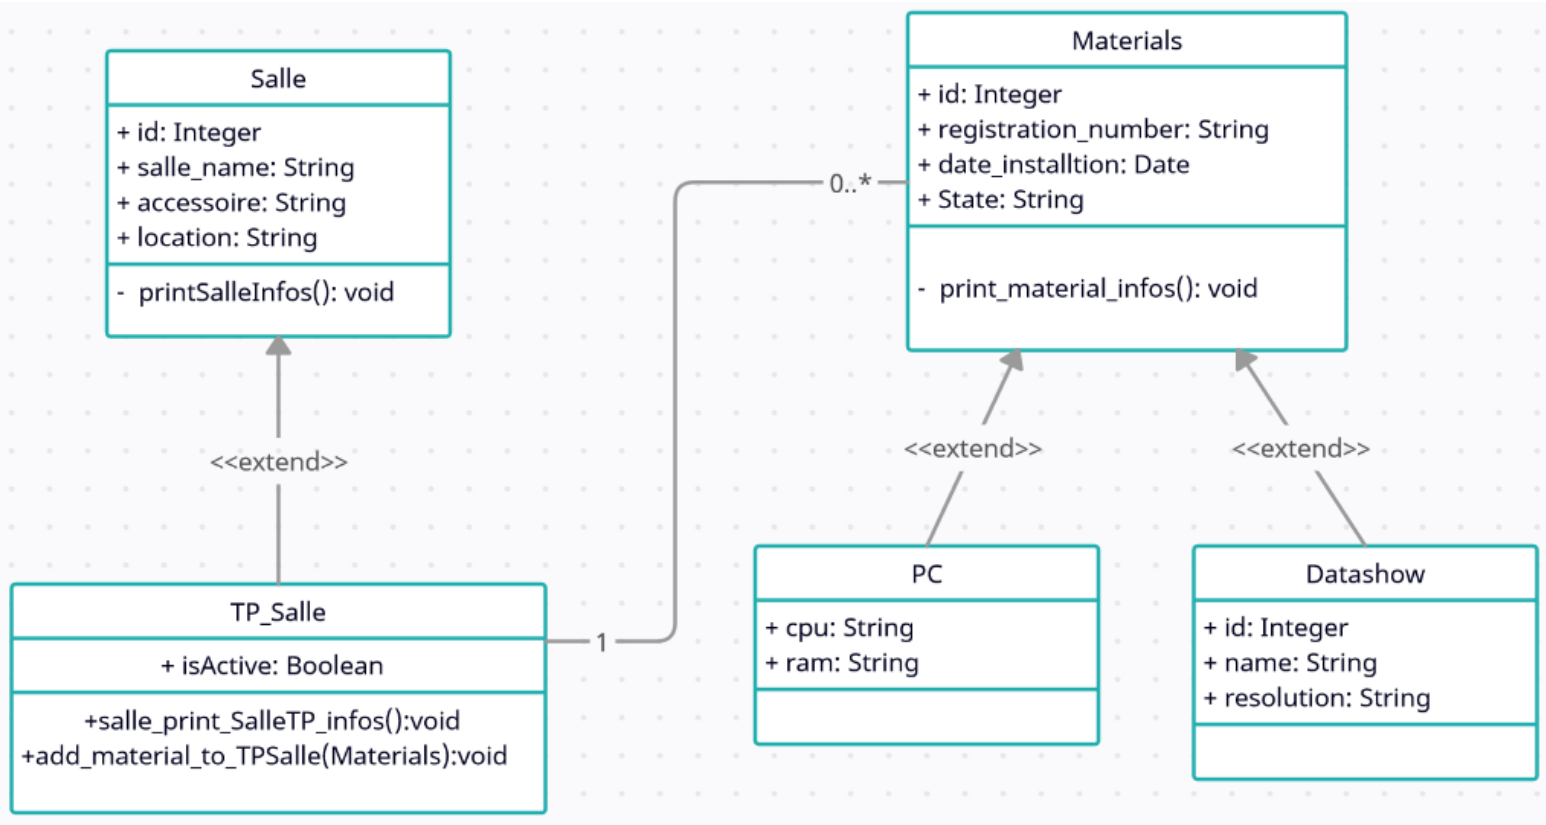 Salle
+ id: Integer
+ salle_name: String
+ accessoire: String
+ location: String
- printSalleInfos(): void
Materials
+ id: Integer
+ registration_number: String
+ date_installtion: Date
+ State: String
- print_material_infos(): void
0..*
1
<<extend>>
<<extend>>
<<extend>>
TP_Salle
+ isActive: Boolean
+salle_print_SalleTP_infos():void
+add_material_to_TPSalle(Materials):void
PC
+ cpu: String
+ ram: String
Datashow
+ id: Integer
+ name: String
+ resolution: String